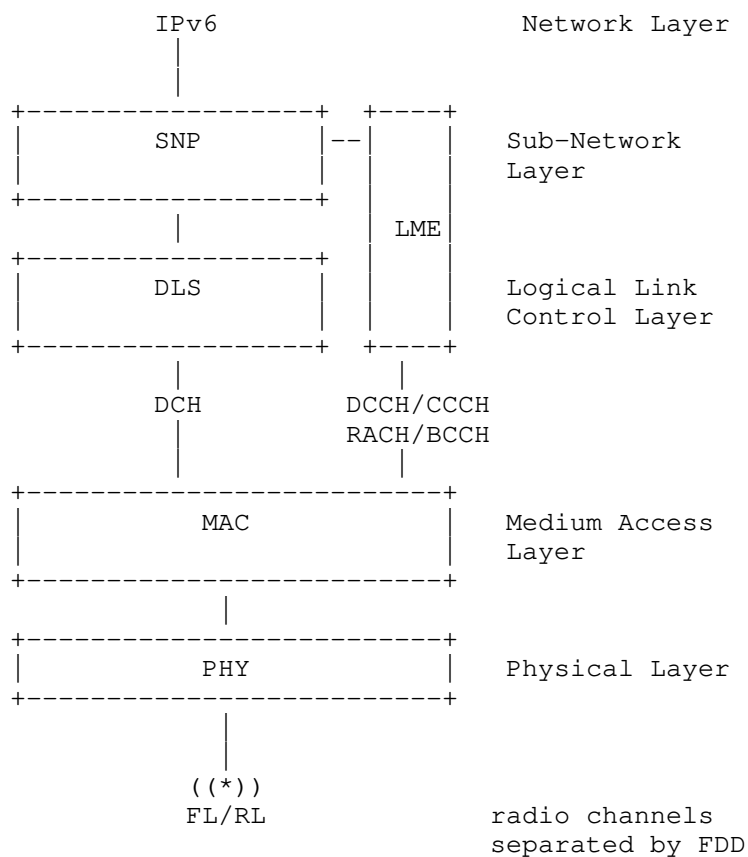 IPv6 Network Layer
SNP Sub-Network
Layer
LME
DLS Logical Link
Control Layer
DCH DCCH/CCCH
RACH/BCCH
MAC Medium Access
Layer
PHY Physical Layer
((*))
FL/RL radio channels
separated by FDD